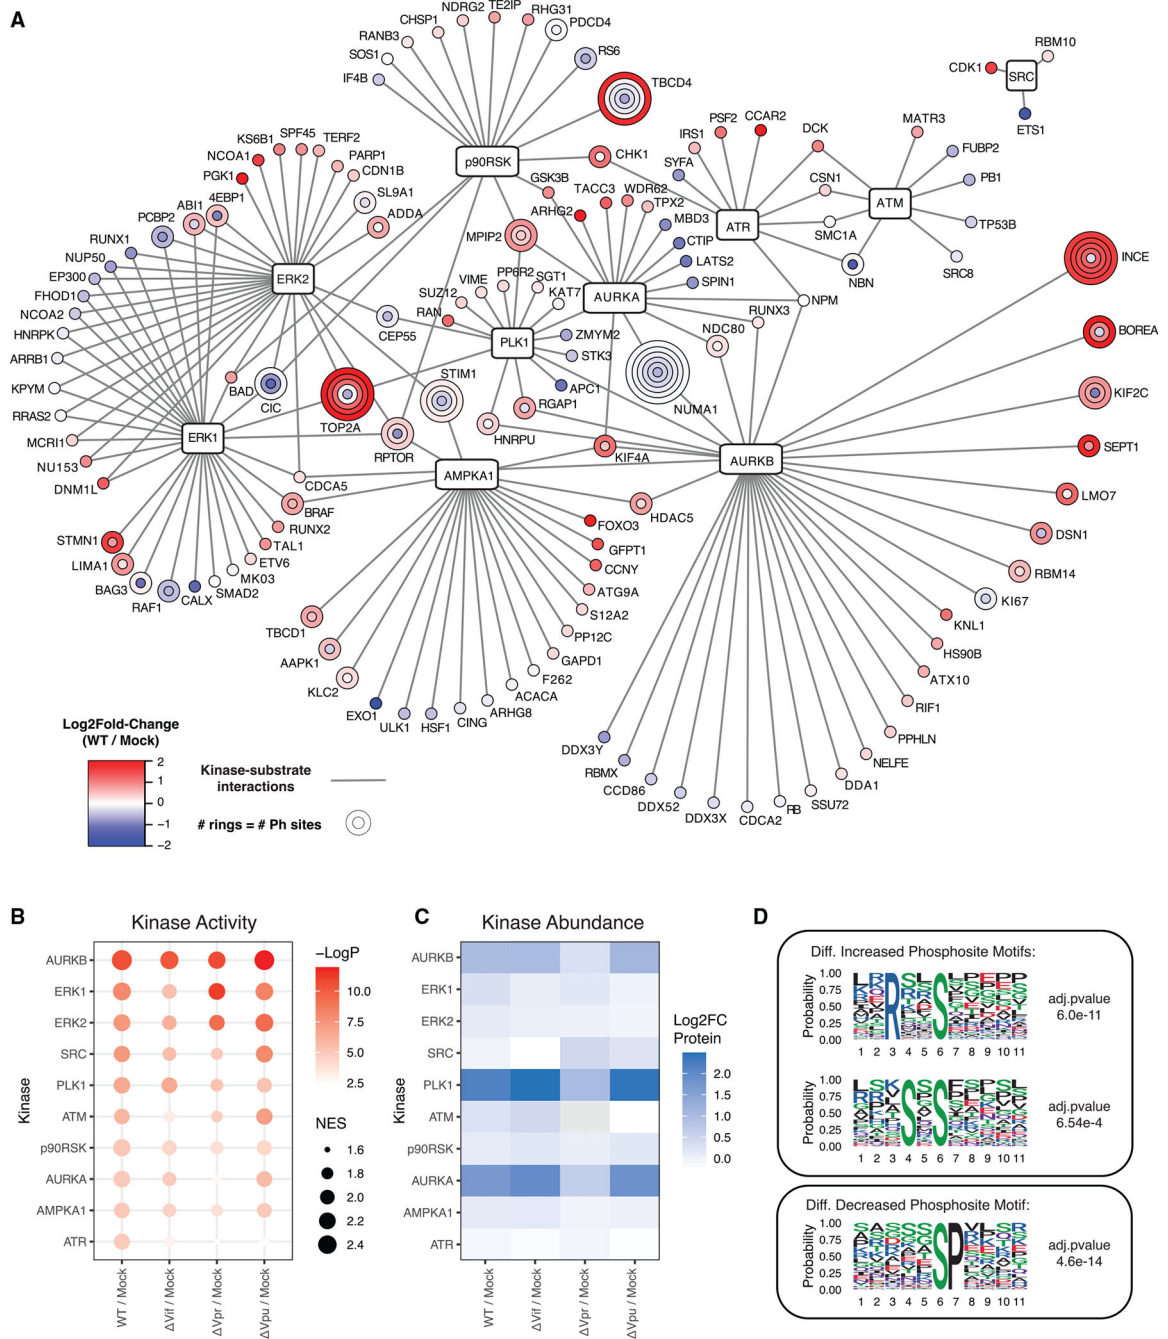 A
NDRG2
TE2IP
CHSP1
RHG31
RANB3
PDCD4
SOS1
RS6
IF4B
TBCD4
RBM10
CDK1
SRC
ETS1
KS6B1
SPF45
TERF2
NCOA1
PARP1
PGK1
CDN1B
4EBP1
SL9A1
ABI1
ADDA
PCBP2
RUNX1
NUP50
EP300
FHOD1
NCOA2
HNRPK
ARRB1
KPYM
RRAS2
MCRI1
NU153
DNM1L
ERK2
p90RSK
CHK1
GSK3B
MPIP2
IRS1
PSF2
CCAR2
DCK
MATR3
SYFA
FUBP2
CSN1
PB1
ATM
ATR
SMC1A
TP53B
SRC8
NBN
TACC3
WDR62
ARHG2
TPX2
MBD3
CTIP
LATS2
SPIN1
INCE
PP6R2
VIME
SGT1
SUZ12
KAT7
AURKA
RAN
RUNX3
NPM
CEP55
PLK1
ZMYM2
NDC80
BOREA
STK3
STIM1
APC1
NUMA1
KIF2C
BAD
CIC
TOP2A
RGAP1
ERK1
RPTOR
HNRPU
KIF4A
SEPT1
AURKB
AMPKA1
CDCA5
BRAF
HDAC5
LMO7
RUNX2
FOXO3
TAL1
DSN1
STMN1
GFPT1
ETV6
LIMA1
CCNY
MK03
RBM14
BAG3
SMAD2
ATG9A
RAF1
CALX
KI67
S12A2
TBCD1
KNL1
PP12C
AAPK1
HS90B
GAPD1
F262
ATX10
KLC2
ACACA
RIF1
EXO1
ARHG8
ULK1
HSF1
CING
PPHLN
DDX3Y
NELFE
RBMX
DDA1
CCD86
SSU72
DDX52
RB
DDX3X
CDCA2
Log2Fold-Change
(WT / Mock)
2
1
0
−1
−2
Kinase-substrate
interactions
# rings = # Ph sites
B
Kinase Activity
Kinase
AURKB
ERK1
ERK2
SRC
PLK1
ATM
p90RSK
AURKA
AMPKA1
ATR
WT / Mock
ΔVif / Mock
ΔVpr / Mock
ΔVpu / Mock
−LogP
10.0
7.5
5.0
2.5
NES
1.6
1.8
2.0
2.2
2.4
C
Kinase Abundance
Kinase
AURKB
ERK1
ERK2
SRC
PLK1
ATM
p90RSK
AURKA
AMPKA1
ATR
WT / Mock
ΔVif / Mock
ΔVpr / Mock
ΔVpu / Mock
Log2FC
Protein
2.0
1.5
1.0
0.5
0.0
D
Diff. Increased Phosphosite Motifs:
Probability
1.00
0.75
0.50
0.25
0.00
R S
1 2 3 4 5 6 7 8 9 10 11
adj.pvalue
6.0e-11
Probability
1.00
0.75
0.50
0.25
0.00
S S
1 2 3 4 5 6 7 8 9 10 11
adj.pvalue
6.54e-4
Diff. Decreased Phosphosite Motif:
Probability
1.00
0.75
0.50
0.25
0.00
SP
1 2 3 4 5 6 7 8 9 10 11
adj.pvalue
4.6e-14